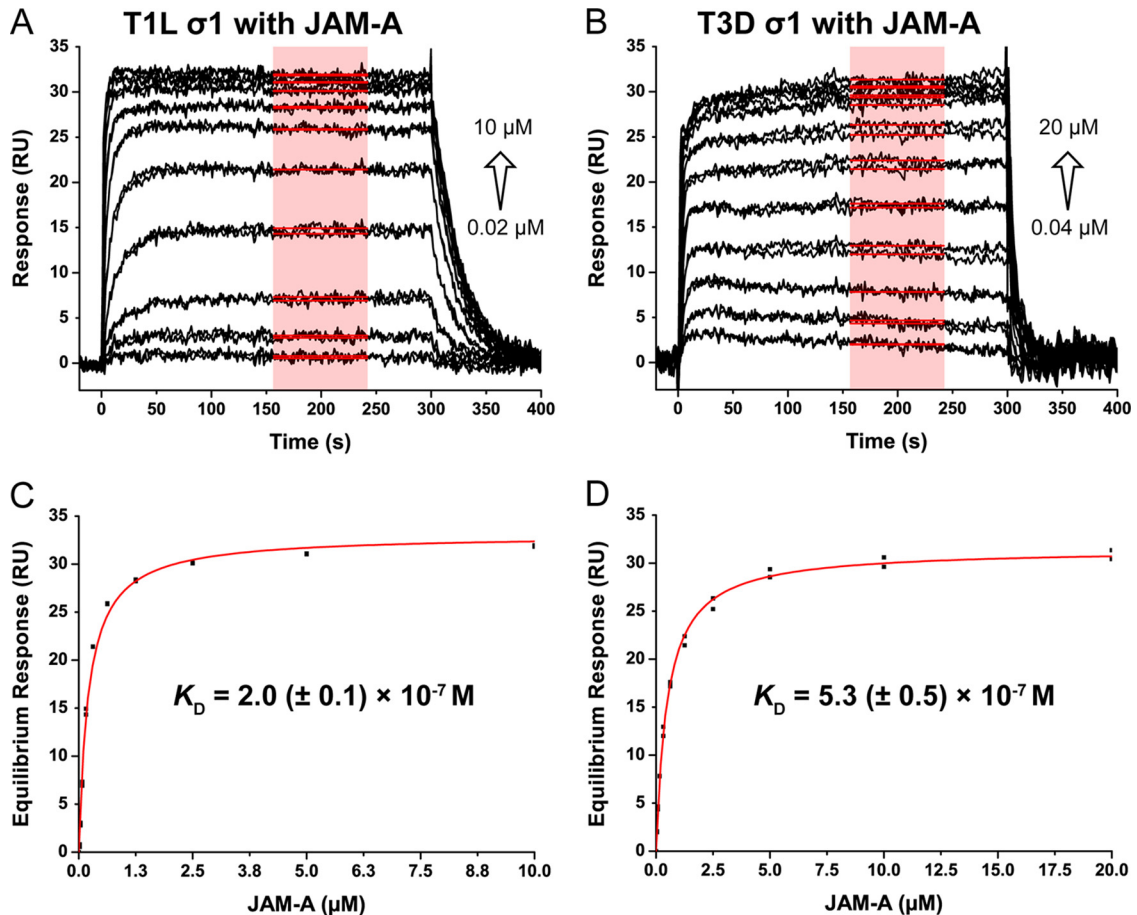 A
T1L σ1 with JAM-A
35
30
25
20
15
10
5
0
Response (RU)
10 µM
0.02 µM
0 50 100 150 200 250 300 350 400
Time (s)
B
T3D σ1 with JAM-A
35
30
25
20
15
10
5
0
Response (RU)
20 µM
0.04 µM
0 50 100 150 200 250 300 350 400
Time (s)
C
35
30
25
20
33
15
10
5
0
Equilibrium Response (RU)
KD = 2.0 (± 0.1) × 10-7 M
0.0 1.3 2.5 3.8 5.0 6.3 7.5 8.8 10.0
JAM-A (µM)
D
35
30
25
33
15
33
5
0
Equilibrium Response (RU)
KD = 5.3 (± 0.5) × 10-7 M
0.0 2.5 5.0 7.5 10.0 12.5 15.0 17.5 20.0
JAM-A (µM)